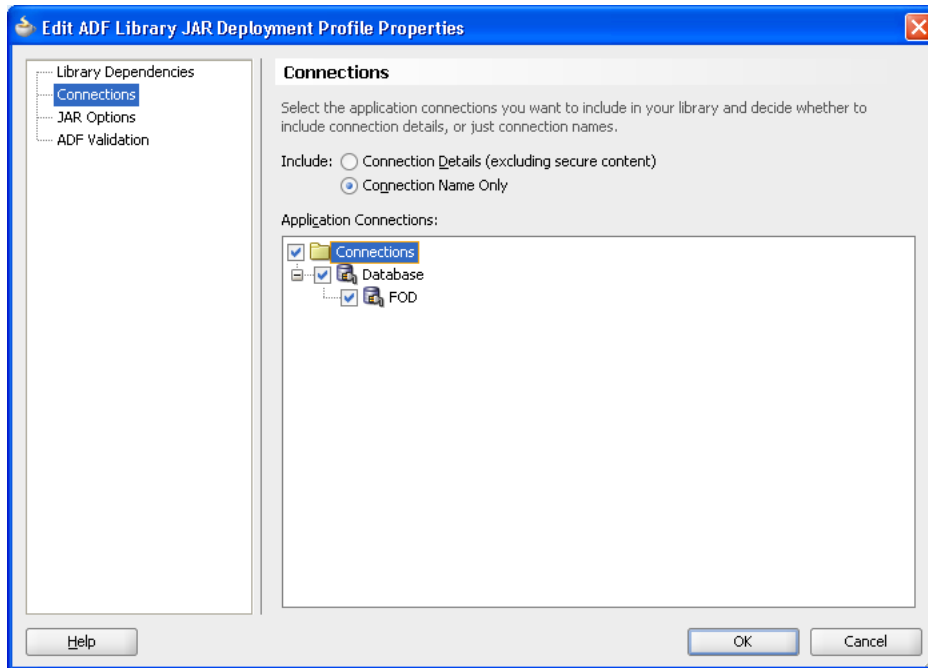 Edit ADF Library JAR Deployment Profile Properties
Library Dependencies
Connections
JAR Options
ADF Validation
Connections
Select the application connections you want to include in your library and decide whether to
include connection details, or just connection names.
Include: Connection Details (excluding secure content)
Connection Name Only
Application Connections:
Connections
Database
FOD
Help
OK
Cancel